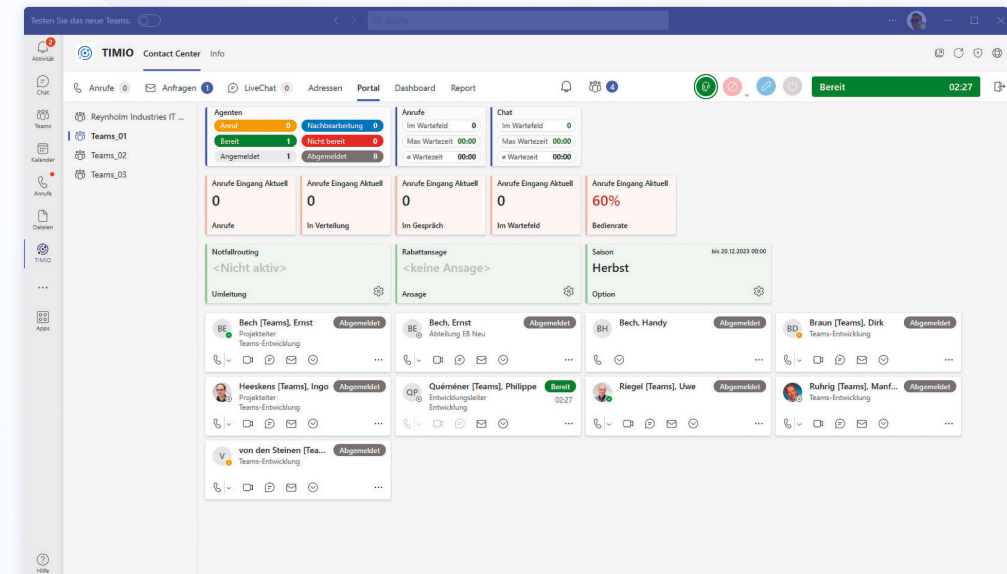 Testen Sie das neue Teams.
Suche
2
Aktivität
Chat
Teams
Kalender
Anrufe
Dateien
TIMIO
Apps
Hilfe
TIMIO Contact Center Info
Anrufe 0 Anfragen 1 LiveChat 0 Adressen Portal Dashboard Report 4 Bereit 02:27
Reynholm Industries IT ...
Teams_01
Teams_02
Teams_03
Agenten
Anruf 0 Nachbearbeitung 0
Bereit 1 Nicht bereit 0
Angemeldet 1 Abgemeldet 8
Anrufe
Im Wartefeld 0
Max Wartezeit 00:00
ø Wartezeit 00:00
Chat
Im Wartefeld 0
Max Wartezeit 00:00
ø Wartezeit 00:00
Anrufe Eingang Aktuell
0
Anrufe
Anrufe Eingang Aktuell
0
In Verteilung
Anrufe Eingang Aktuell
0
Im Gespräch
Anrufe Eingang Aktuell
0
Im Wartefeld
Anrufe Eingang Aktuell
60%
Bedienrate
Notfallrouting
<Nicht aktiv>
Umleitung
Rabattansage
<keine Ansage>
Ansage
Saison bis 20.12.2023 00:00
Herbst
Option
BE Bech [Teams], Ernst Abgemeldet
Projektleiter
Teams-Entwicklung
BE Bech, Ernst Abgemeldet
Abteilung EB Neu
BH Bech, Handy Abgemeldet
BD Braun [Teams], Dirk Abgemeldet
Teams-Entwicklung
Heeskens [Teams], Ingo Abgemeldet
Projektleiter
Teams-Entwicklung
QP Quéméner [Teams], Philippe Bereit
Entwicklungsleiter 02:27
Entwicklung
Riegel [Teams], Uwe Abgemeldet
Ruhrig [Teams], Manf... Abgemeldet
Teams-Entwicklung
V von den Steinen [Tea... Abgemeldet
Teams-Entwicklung